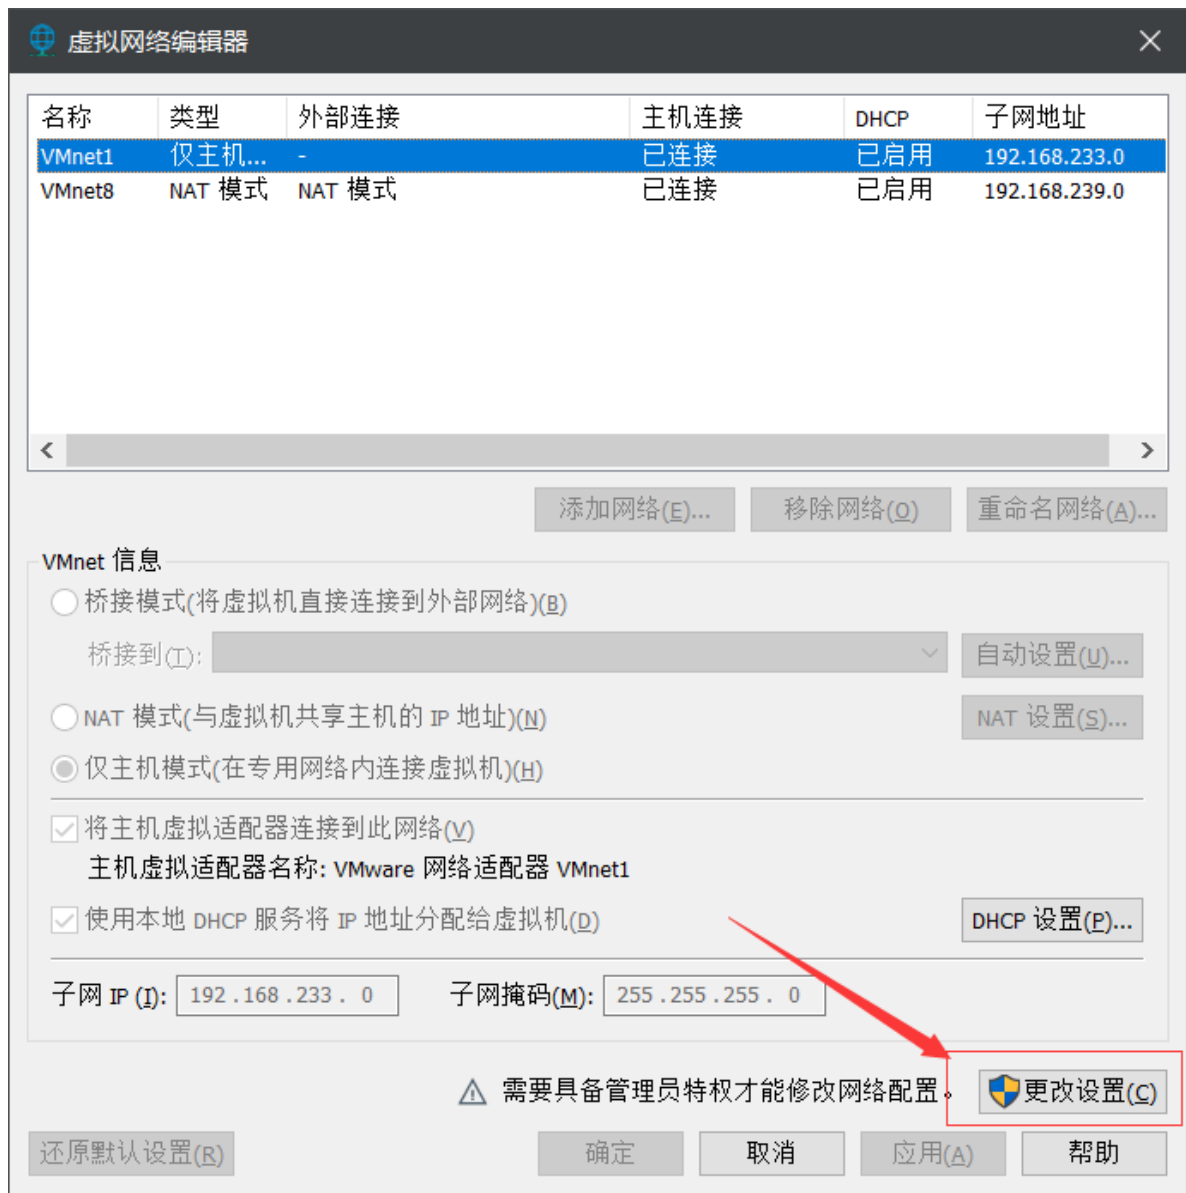 虚拟网络编辑器
名称 类型 外部连接 主机连接 DHCP 子网地址
VMnet1 仅主机... - 已连接 已启用 192.168.233.0
VMnet8 NAT 模式 NAT 模式 已连接 已启用 192.168.239.0
添加网络(E)... 移除网络(O) 重命名网络(A)...
VMnet 信息
桥接模式(将虚拟机直接连接到外部网络)(B)
桥接到(T): 自动设置(U)...
NAT 模式(与虚拟机共享主机的 IP 地址)(N) NAT 设置(S)...
仅主机模式(在专用网络内连接虚拟机)(H)
将主机虚拟适配器连接到此网络(V)
主机虚拟适配器名称: VMware 网络适配器 VMnet1
使用本地 DHCP 服务将 IP 地址分配给虚拟机(D) DHCP 设置(P)...
子网 IP (I): 192 . 168 . 233 . 0 子网掩码(M): 255 . 255 . 255 . 0
需要具备管理员特权才能修改网络配置。 更改设置(C)
还原默认设置(R) 确定 取消 应用(A) 帮助